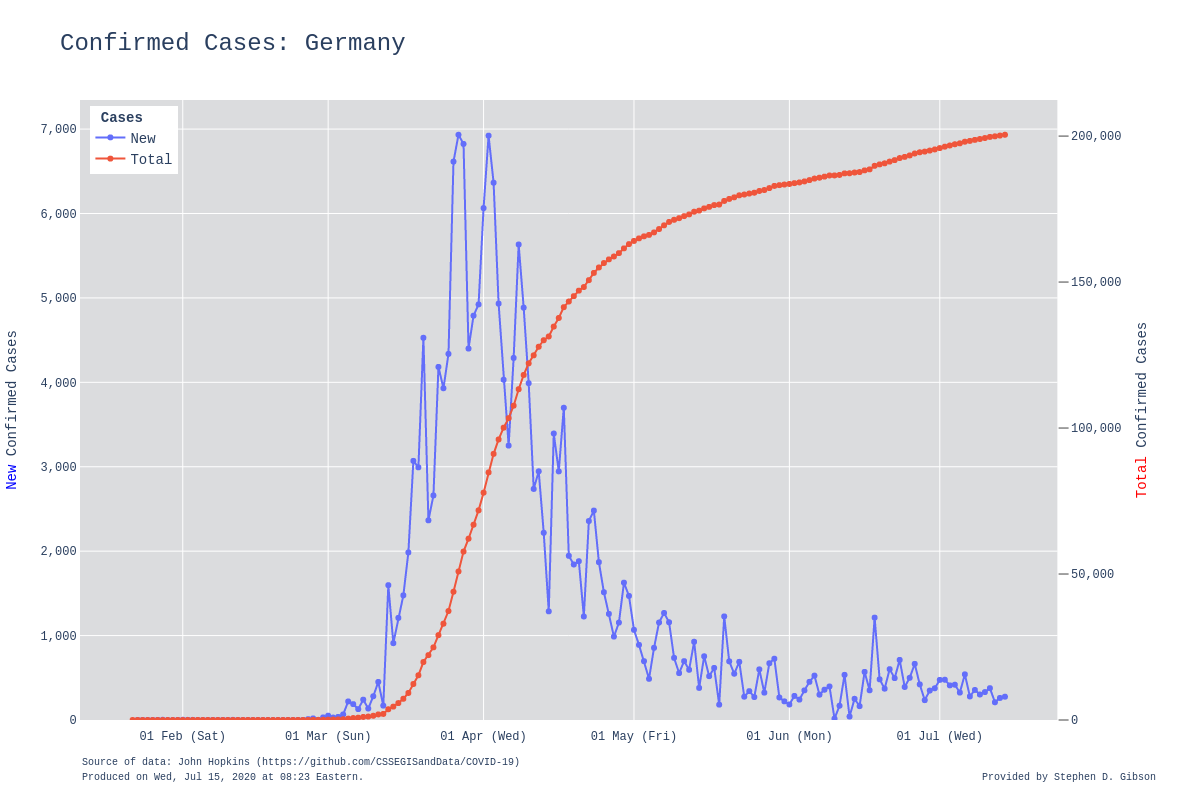 Confirmed Cases: Germany
Cases
New
Total
7,000
6,000
5,000
4,000
3,000
2,000
1,000
0
New Confirmed Cases
200,000
150,000
100,000
50,000
0
Total Confirmed Cases
01 Feb (Sat) 01 Mar (Sun) 01 Apr (Wed) 01 May (Fri) 01 Jun (Mon) 01 Jul (Wed)
Source of data: John Hopkins (https://github.com/CSSEGISandData/COVID-19)
Produced on Wed, Jul 15, 2020 at 08:23 Eastern.
Provided by Stephen D. Gibson